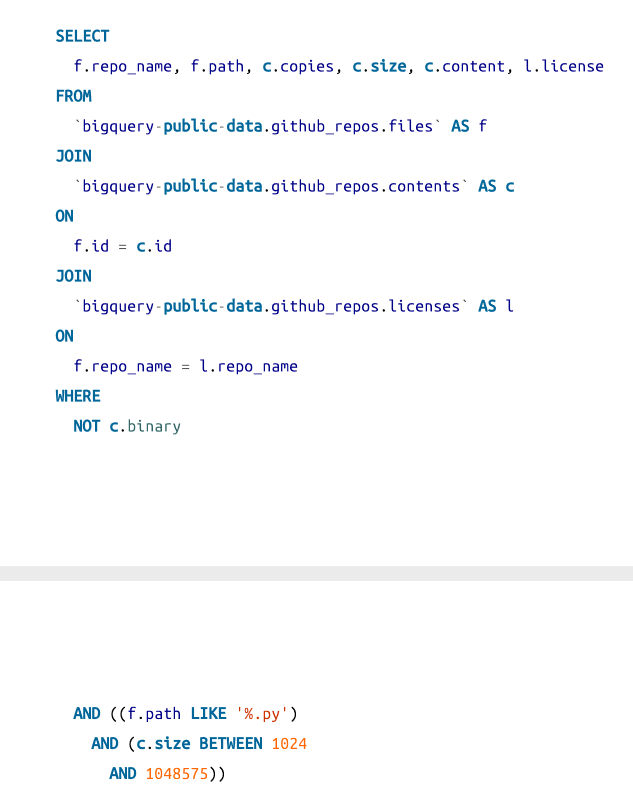 SELECT
  f.repo_name, f.path, c.copies, c.size, c.content, l.license
FROM
  `bigquery-public-data.github_repos.files` AS f
JOIN
  `bigquery-public-data.github_repos.contents` AS c
ON
  f.id = c.id
JOIN
  `bigquery-public-data.github_repos.licenses` AS l
ON
  f.repo_name = l.repo_name
WHERE
  NOT c.binary
  AND ((f.path LIKE '%.py')
    AND (c.size BETWEEN 1024
      AND 1048575))